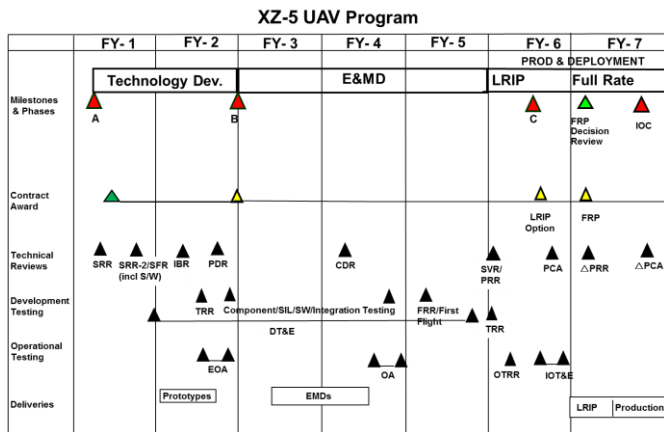 XZ-5 UAV Program
FY- 1 FY- 2 FY- 3 FY- 4 FY- 5 FY- 6 FY- 7
PROD & DEPLOYMENT
Technology Dev. E&MD LRIP Full Rate
Milestones
& Phases
A B C FRP
Decision
Review
IOC
Contract
Award
LRIP
Option
FRP
Technical
Reviews
SRR SRR-2/SFR
(incl S/W)
IBR PDR CDR SVR/
PRR
PCA △PRR △PCA
Development
Testing
TRR Component/SIL/SW/Integration Testing FRR/First
Flight
TRR
DT&E
Operational
Testing
EOA OA OTRR IOT&E
Deliveries
Prototypes EMDs LRIP Production